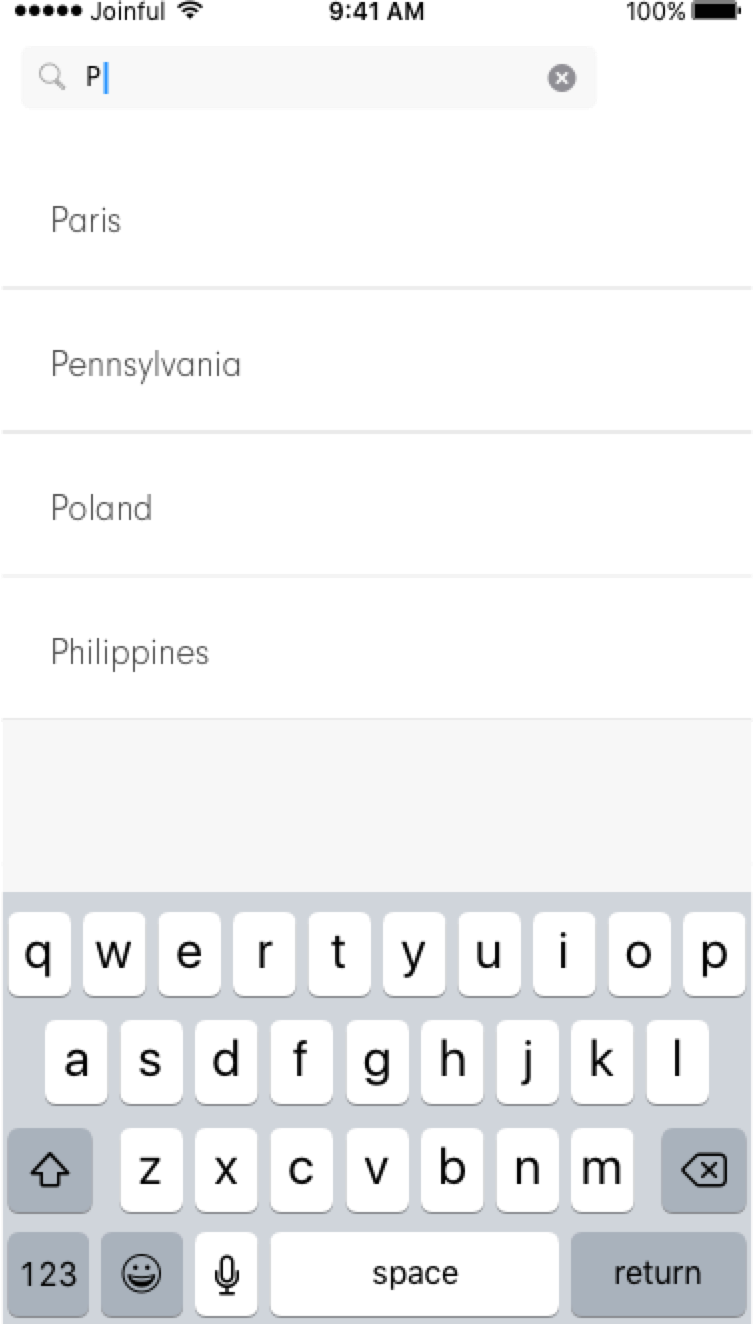 Joinful 9:41 AM 100%
P
Paris
Pennsylvania
Poland
Philippines
q w e r t y u i o p
a s d f g h j k l
z x c v b n m
123 space return